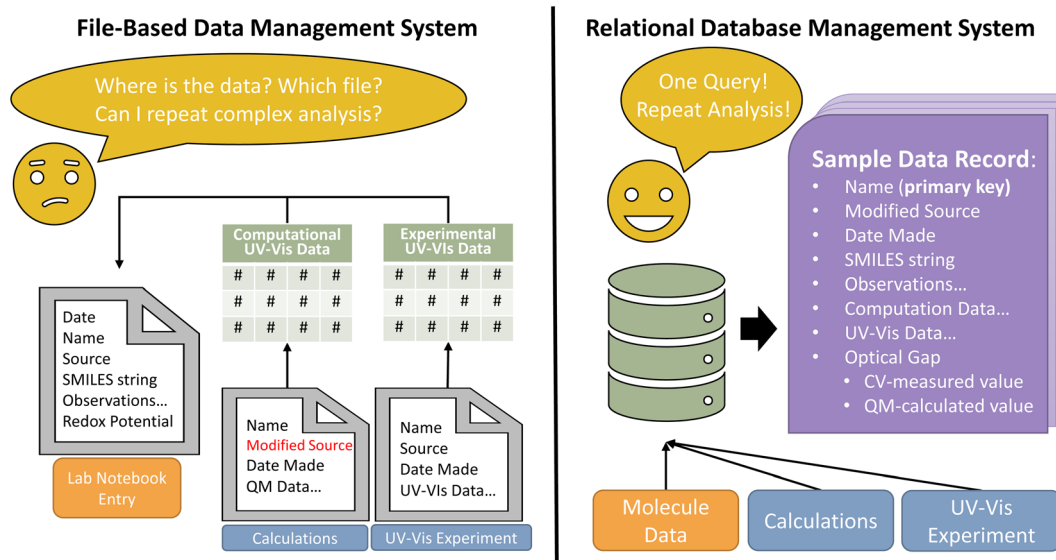 File-Based Data Management System
Where is the data? Which file?
Can I repeat complex analysis?
Computational
UV-Vis Data
# # # #
# # # #
# # # #
Experimental
UV-VIs Data
# # # #
# # # #
# # # #
Date
Name
Source
SMILES string
Observations...
Redox Potential
Lab Notebook
Entry
Name
Modified Source
Date Made
QM Data...
Calculations
Name
Source
Date Made
UV-VIs Data...
UV-Vis Experiment
Relational Database Management System
One Query!
Repeat Analysis!
Sample Data Record:
• Name (primary key)
• Modified Source
• Date Made
• SMILES string
• Observations...
• Computation Data...
• UV-Vis Data...
• Optical Gap
• CV-measured value
• QM-calculated value
Molecule
Data
Calculations
UV-Vis
Experiment